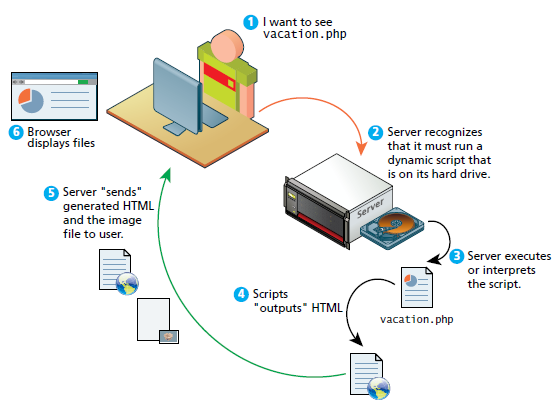 1 I want to see
vacation.php
2 Server recognizes
that it must run a
dynamic script that
is on its hard drive.
Server
3 Server executes
or interprets
the script.
vacation.php
4 Scripts
"outputs" HTML
5 Server "sends"
generated HTML
and the image
file to user.
6 Browser
displays files